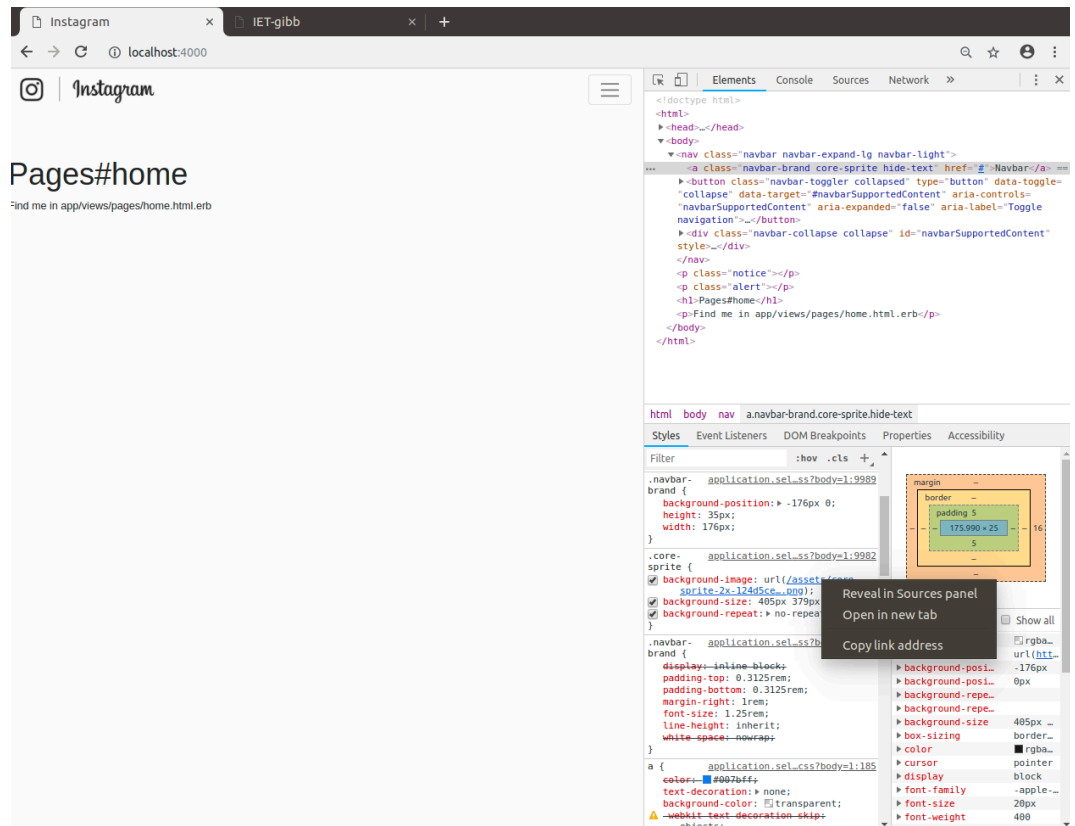 Instagram
IET-gibb
localhost:4000
Instagram
Pages#home
Find me in app/views/pages/home.html.erb
Elements Console Sources Network »
<!doctype html>
<html>
<head>…</head>
<body>
<nav class="navbar navbar-expand-lg navbar-light">
<a class="navbar-brand core-sprite hide-text" href="#">Navbar</a> ==
<button class="navbar-toggler collapsed" type="button" data-toggle=
"collapse" data-target="#navbarSupportedContent" aria-controls=
"navbarSupportedContent" aria-expanded="false" aria-label="Toggle
navigation">…</button>
<div class="navbar-collapse collapse" id="navbarSupportedContent"
style>…</div>
</nav>
<p class="notice"></p>
<p class="alert"></p>
<h1>Pages#home</h1>
<p>Find me in app/views/pages/home.html.erb</p>
</body>
</html>
html body nav a.navbar-brand.core-sprite.hide-text
Styles Event Listeners DOM Breakpoints Properties Accessibility
Filter :hov .cls +
.navbar- application.sel…ss?body=1:9989
brand {
background-position: -176px 0;
height: 35px;
width: 176px;
}
.core- application.sel…ss?body=1:9982
sprite {
background-image: url(/assets/core-
sprite-2x-124d5ce….png);
background-size: 405px 379px
background-repeat: no-repeat
}
.navbar- application.sel…ss?b
brand {
display: inline-block;
padding-top: 0.3125rem;
padding-bottom: 0.3125rem;
margin-right: 1rem;
font-size: 1.25rem;
line-height: inherit;
white-space: nowrap;
}
a { application.sel…css?body=1:185
color: #007bff;
text-decoration: none;
background-color: transparent;
-webkit-text-decoration-skip:
objects;
margin –
border –
padding 5
– – – 175.990 × 25 – – 16
5
–
–
Reveal in Sources panel
Open in new tab
Copy link address
Show all
rgba…
url(htt…
background-posi… -176px
background-posi… 0px
background-repe…
background-repe…
background-size 405px …
box-sizing border…
color rgba…
cursor pointer
display block
font-family -apple-…
font-size 20px
font-weight 400